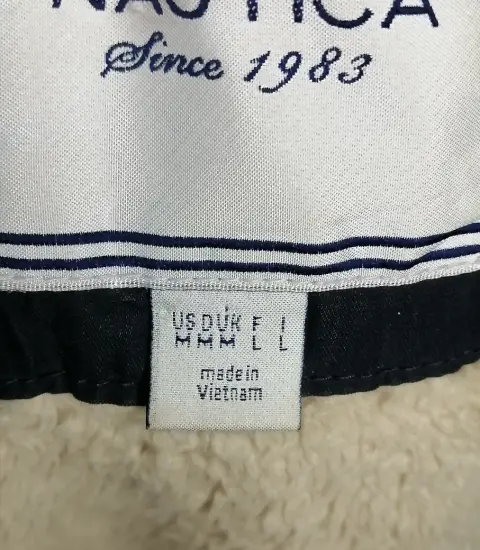 NAUTICA
Since 1983
US D UK F I
M M M L L
made in
Vietnam